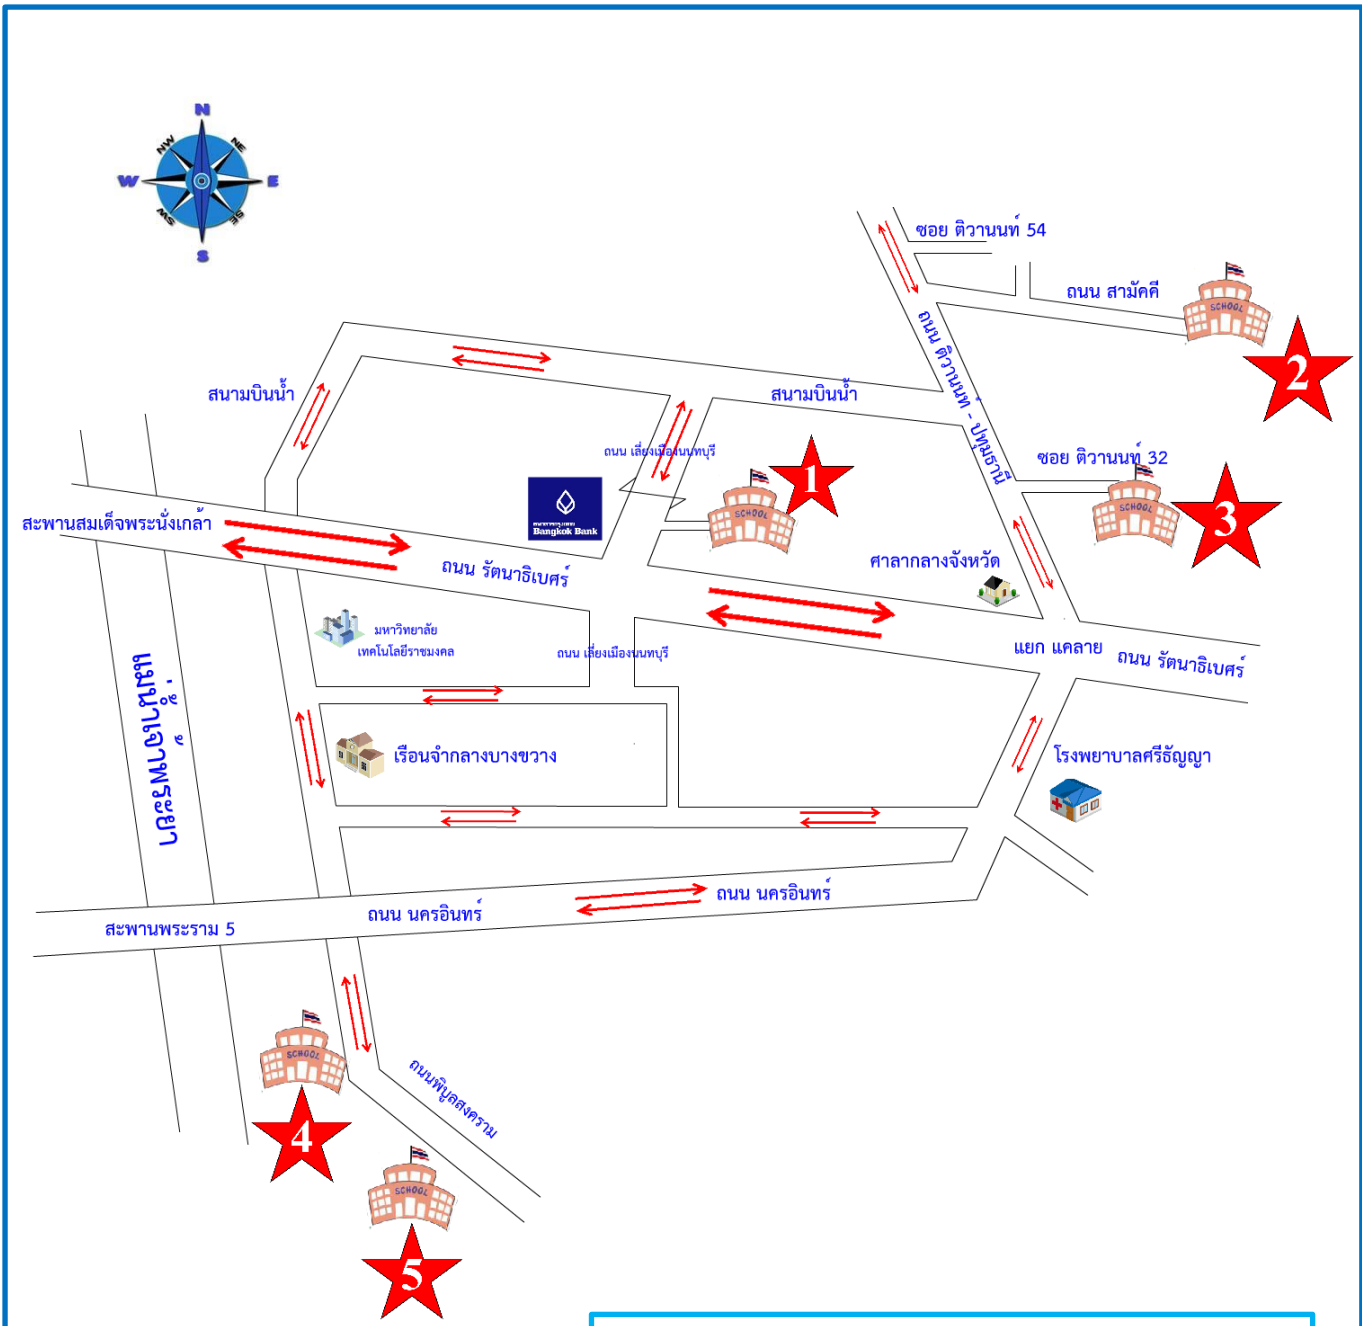 N
NW
NE
W
E
SW
SE
S
ซอย ติวานนท์ 54
ถนน สามัคคี
SCHOOL
2
ถนน ติวานนท์ - ปทุมธานี
สนามบินน้ำ
สนามบินน้ำ
ถนน เลี่ยงเมืองนนทบุรี
1
ซอย ติวานนท์ 32
SCHOOL
SCHOOL
3
สะพานสมเด็จพระนั่งเกล้า
ธนาคารกรุงเทพ
Bangkok Bank
ถนน รัตนาธิเบศร์
ศาลากลางจังหวัด
มหาวิทยาลัย
เทคโนโลยีราชมงคล
ถนน เลี่ยงเมืองนนทบุรี
แยก แคลาย
ถนน รัตนาธิเบศร์
แม่น้ำเจ้าพระยา
เรือนจำกลางบางขวาง
โรงพยาบาลศรีธัญญา
ถนน นครอินทร์
ถนน นครอินทร์
สะพานพระราม 5
SCHOOL
4
ถนนพิบูลสงคราม
SCHOOL
5